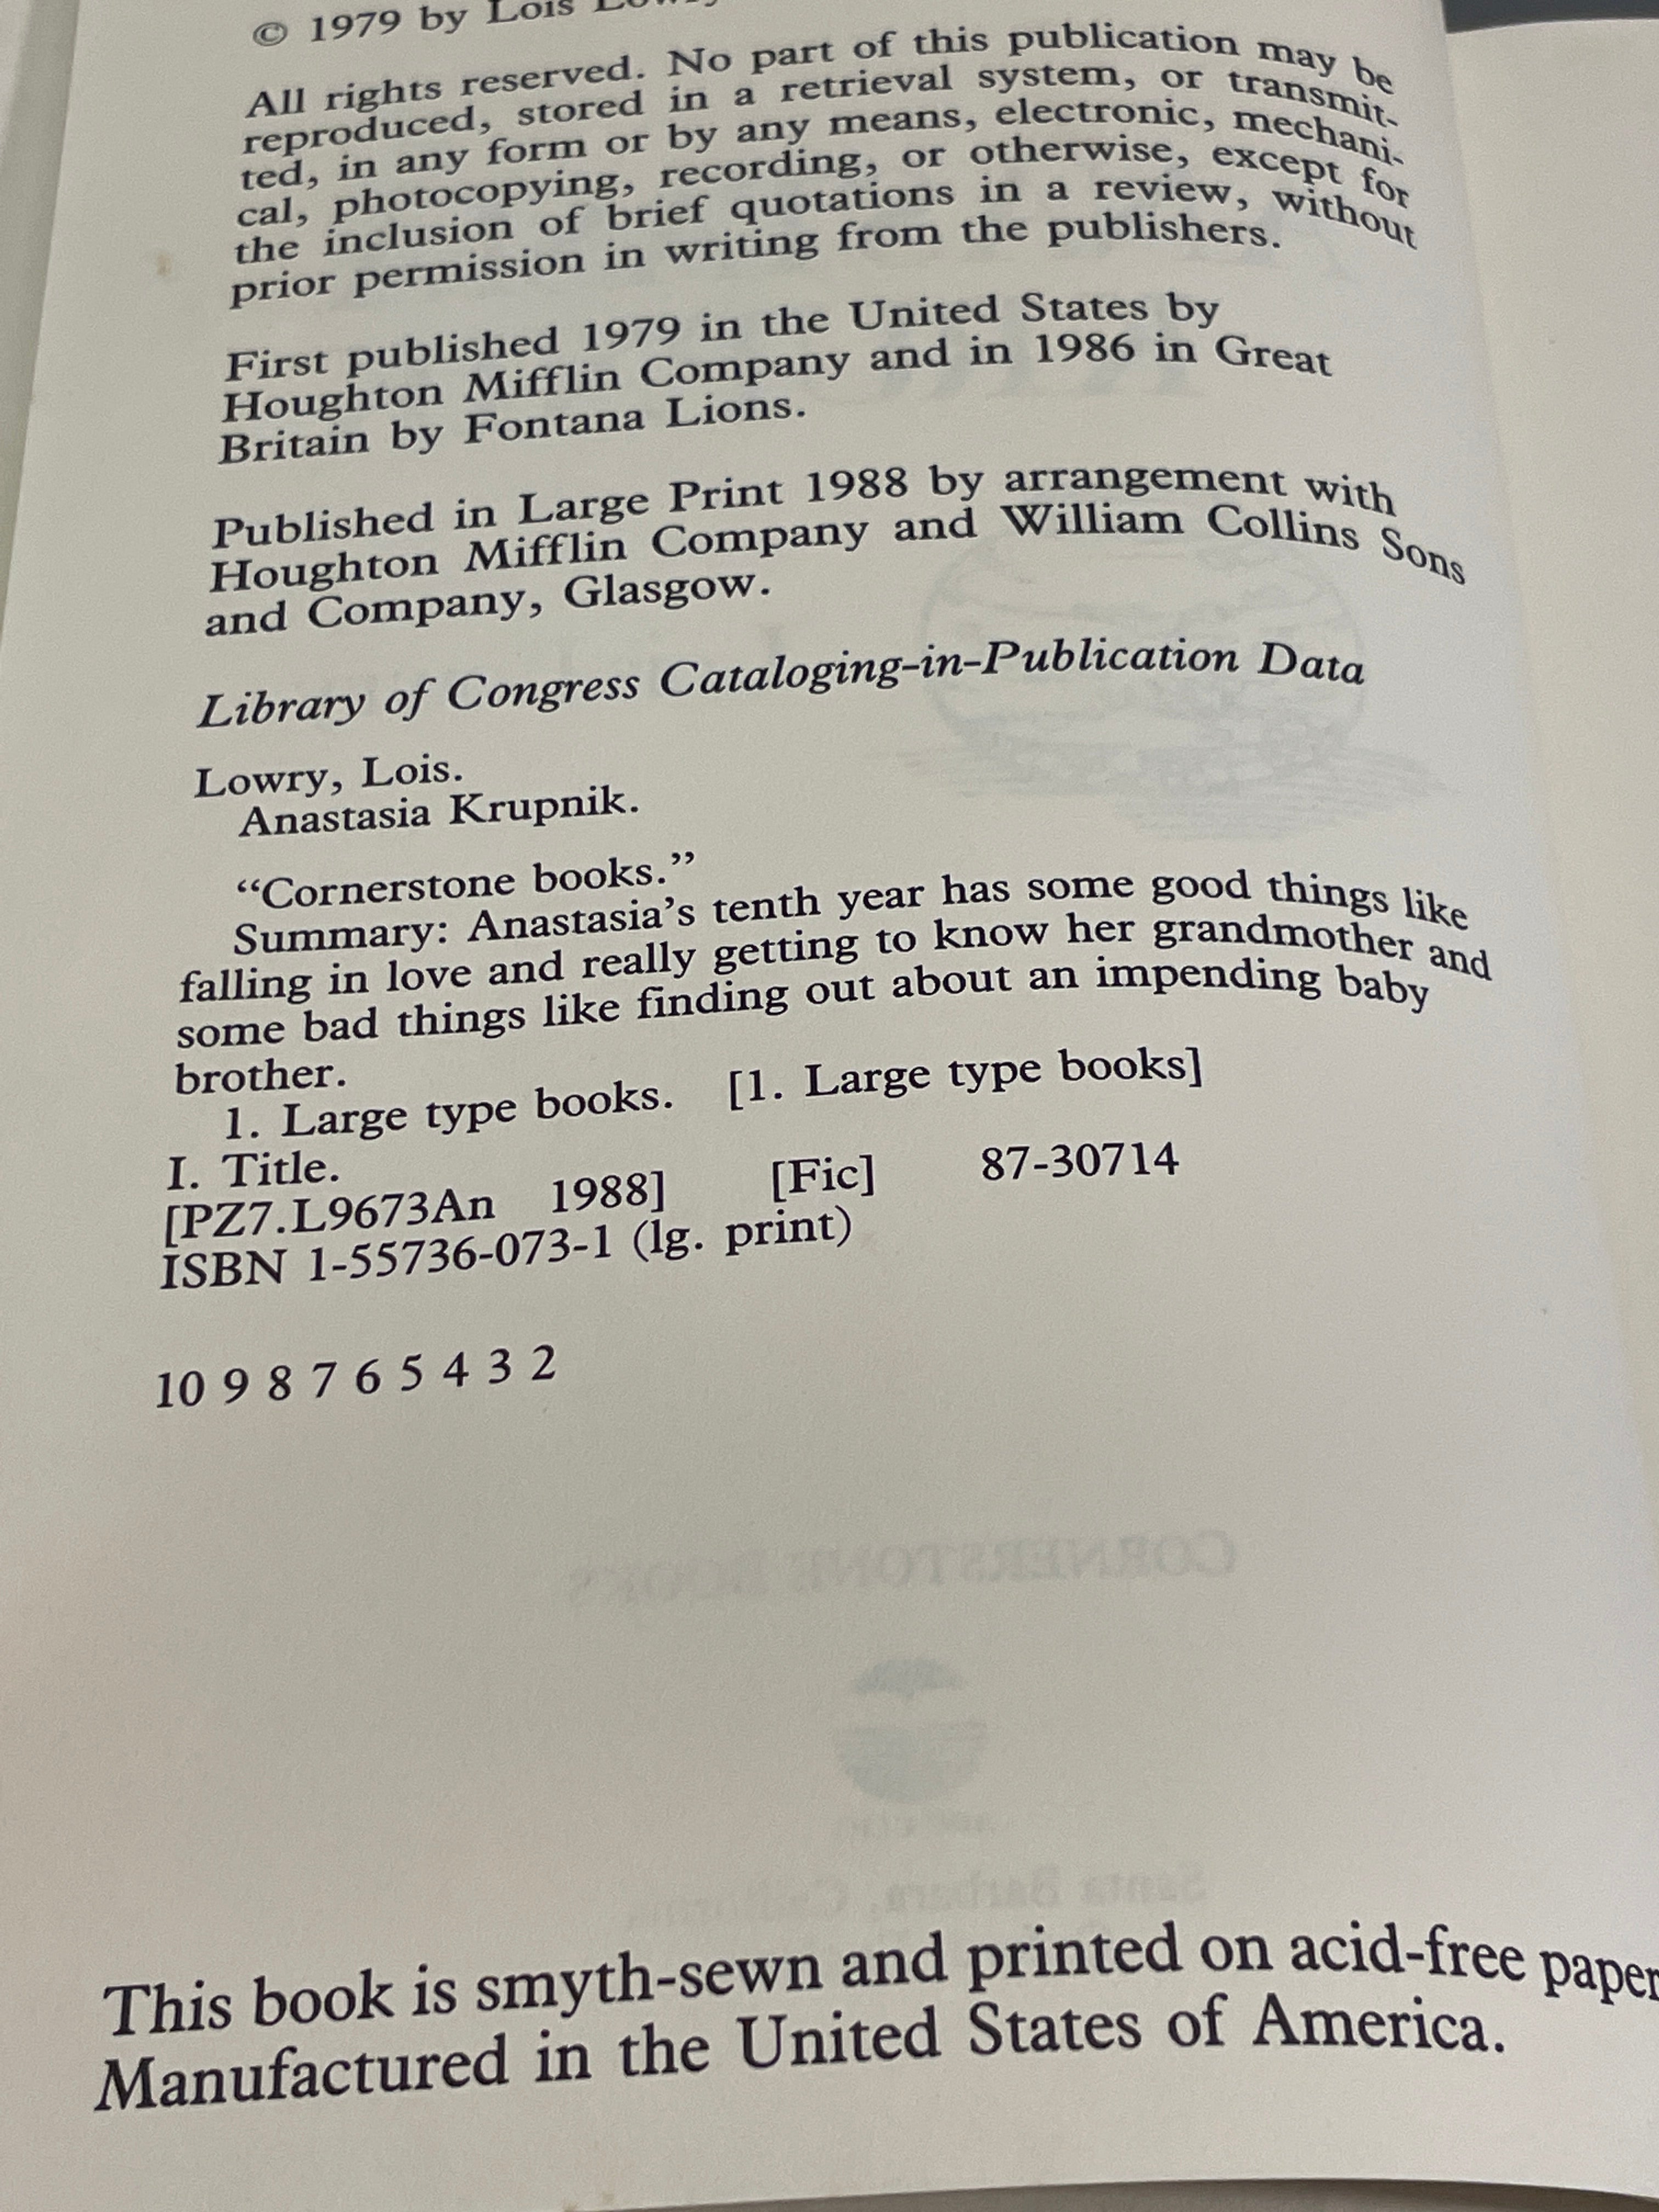 © 1979 by Lois Lowry
All rights reserved. No part of this publication may be
reproduced, stored in a retrieval system, or transmit-
ted, in any form or by any means, electronic, mechani-
cal, photocopying, recording, or otherwise, except for
the inclusion of brief quotations in a review, without
prior permission in writing from the publishers.
First published 1979 in the United States by
Houghton Mifflin Company and in 1986 in Great
Britain by Fontana Lions.
Published in Large Print 1988 by arrangement with
Houghton Mifflin Company and William Collins Sons
and Company, Glasgow.
Library of Congress Cataloging-in-Publication Data
Lowry, Lois.
Anastasia Krupnik.
“Cornerstone books.”
Summary: Anastasia’s tenth year has some good things like
falling in love and really getting to know her grandmother and
some bad things like finding out about an impending baby
brother.
1. Large type books. [1. Large type books]
I. Title.
[PZ7.L9673An 1988] [Fic] 87-30714
ISBN 1-55736-073-1 (lg. print)
10 9 8 7 6 5 4 3 2
CORNERSTONE BOOKS
Santa Barbara, California
This book is smyth-sewn and printed on acid-free paper
Manufactured in the United States of America.